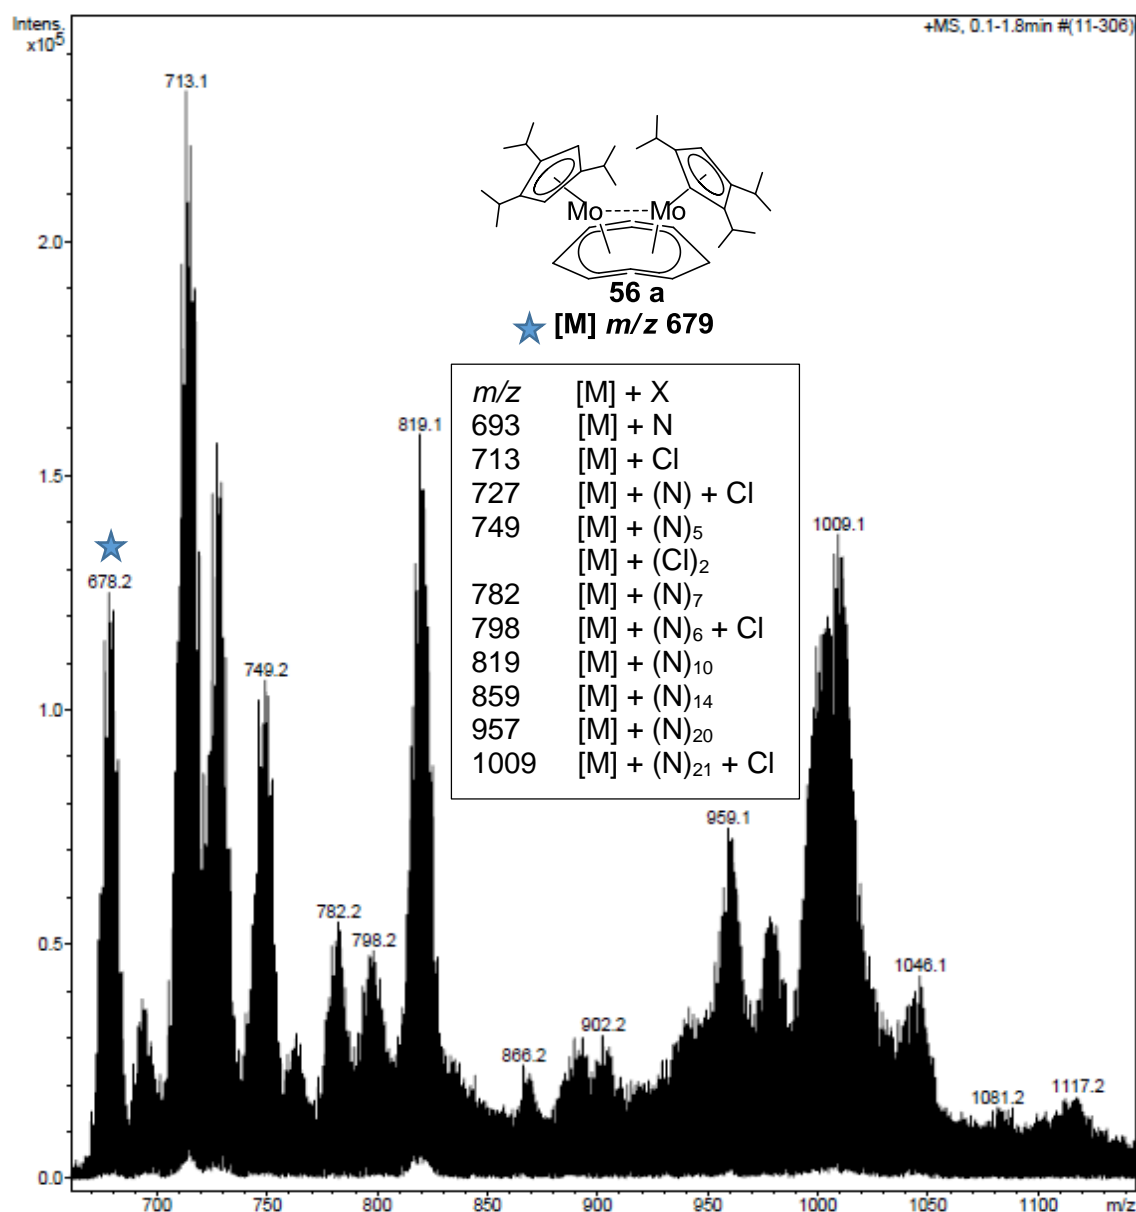 Intens.
x10⁵
+MS, 0.1-1.8min #(11-306)
713.1
Mo Mo
2.0
56 a
[M] m/z 679
m/z [M] + X
693 [M] + N
713 [M] + Cl
727 [M] + (N) + Cl
749 [M] + (N)₅
[M] + (Cl)₂
782 [M] + (N)₇
798 [M] + (N)₆ + Cl
819 [M] + (N)₁₀
859 [M] + (N)₁₄
957 [M] + (N)₂₀
1009 [M] + (N)₂₁ + Cl
819.1
1.5
1009.1
678.2
749.2
1.0
959.1
782.2
798.2
0.5
1046.1
902.2
866.2
1081.2
1117.2
0.0
700 750 800 850 900 950 1000 1050 1100 m/z